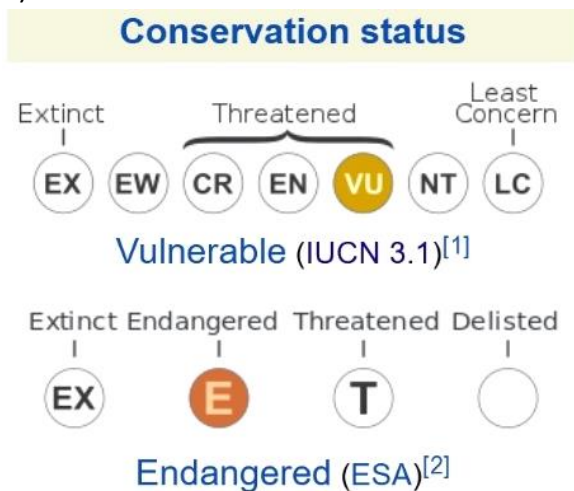 Conservation status
Least
Extinct Threatened Concern
EX EW CR EN VU NT LC
Vulnerable (IUCN 3.1)[1]
Extinct Endangered Threatened Delisted
EX E T
Endangered (ESA)[2]